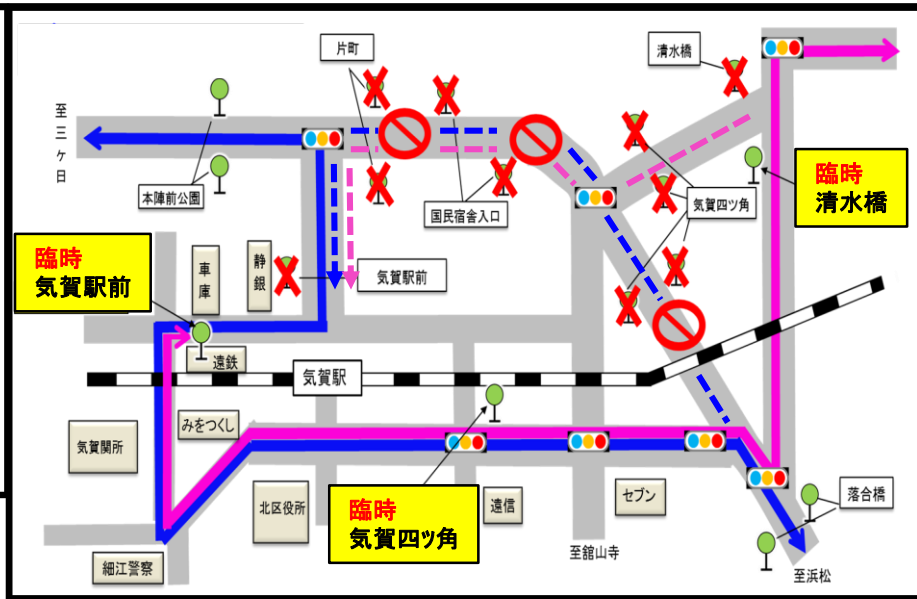 片町
清水橋
至三ヶ日
本陣前公園
国民宿舎入口
気賀四ツ角
臨時
清水橋
臨時
気賀駅前
車庫
静銀
気賀駅前
遠鉄
気賀駅
みをつくし
気賀関所
北区役所
臨時
気賀四ツ角
遠信
セブン
落合橋
細江警察
至舘山寺
至浜松